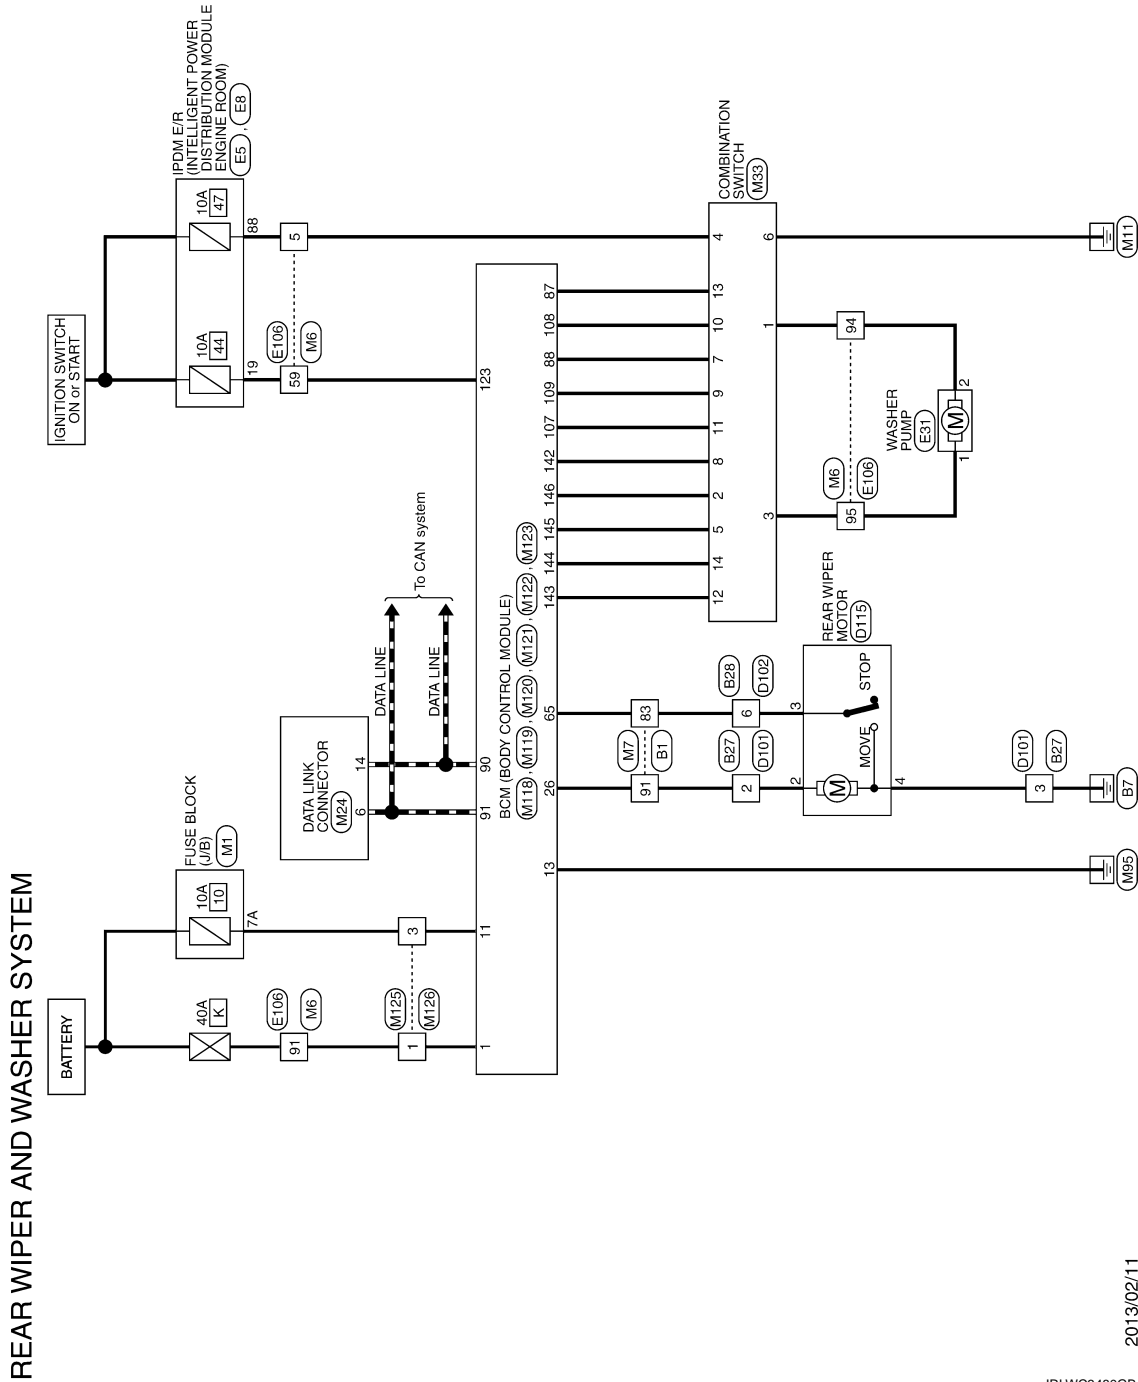 REAR WIPER AND WASHER SYSTEM
BATTERY
IGNITION SWITCH
ON or START
40A
K
10A
10
7A
FUSE BLOCK
(J/B)
M1
10A
44
19
10A
47
88
IPDM E/R
(INTELLIGENT POWER
DISTRIBUTION MODULE
ENGINE ROOM)
E5 , E8
91
E106
M6
1
M125
M126
3
DATA LINK
CONNECTOR
M24
6
14
DATA LINE
DATA LINE
To CAN system
59
E106
M6
5
1
11
91
90
123
BCM (BODY CONTROL MODULE)
M118 , M119 , M120 , M121 , M122 , M123
13
26
65
143
144
145
146
142
107
109
88
108
87
91
M7
B1
83
2
B27
D101
6
B28
D102
12
14
5
2
8
11
9
7
10
13
4
COMBINATION
SWITCH
M33
3
1
6
REAR WIPER
MOTOR
D115
2
3
M
MOVE
STOP
4
95
M6
E106
94
WASHER
PUMP
E31
1
M
2
3
D101
B27
M95
B7
M11
2013/02/11